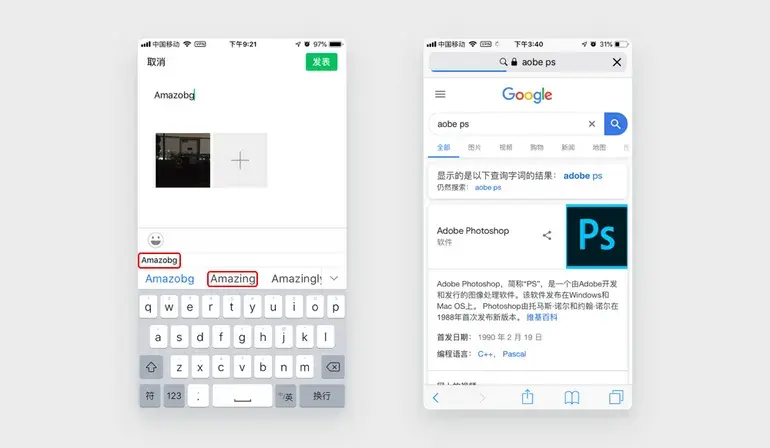 中国移动 VPN 下午9:21 97%
取消 发表
Amazobg
Amazobg
Amazobg Amazing Amazingly
q w e r t y u i o p
a s d f g h j k l
z x c v b n m
符 123 中/英 换行
中国移动 VPN 下午3:40 31%
aobe ps
Google
aobe ps
全部 图片 视频 购物 新闻 地图
显示的是以下查询字词的结果: adobe ps
仍然搜索: aobe ps
Adobe Photoshop
软件
Ps
Adobe Photoshop，简称“PS”，是一个由Adobe开发
和发行的图像处理软件。该软件发布在Windows和
Mac OS上。 Photoshop由托马斯·诺尔和约翰·诺尔在
1988年首次发布新版本。 维基百科
首发日期: 1990 年 2 月 19 日
编程语言: C++， Pascal